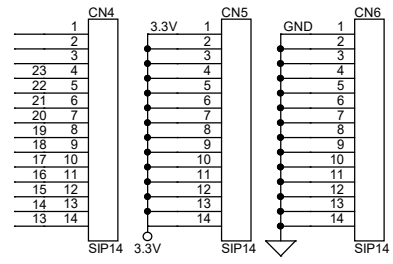 CN4 CN5 CN6
1 3.3V 1 GND 1
2 2 2
3 3 3
23 4 4 4
22 5 5 5
21 6 6 6
20 7 7 7
19 8 8 8
18 9 9 9
17 10 10 10
16 11 11 11
15 12 12 12
14 13 13 13
13 14 14 14
SIP14 3.3V SIP14 SIP14